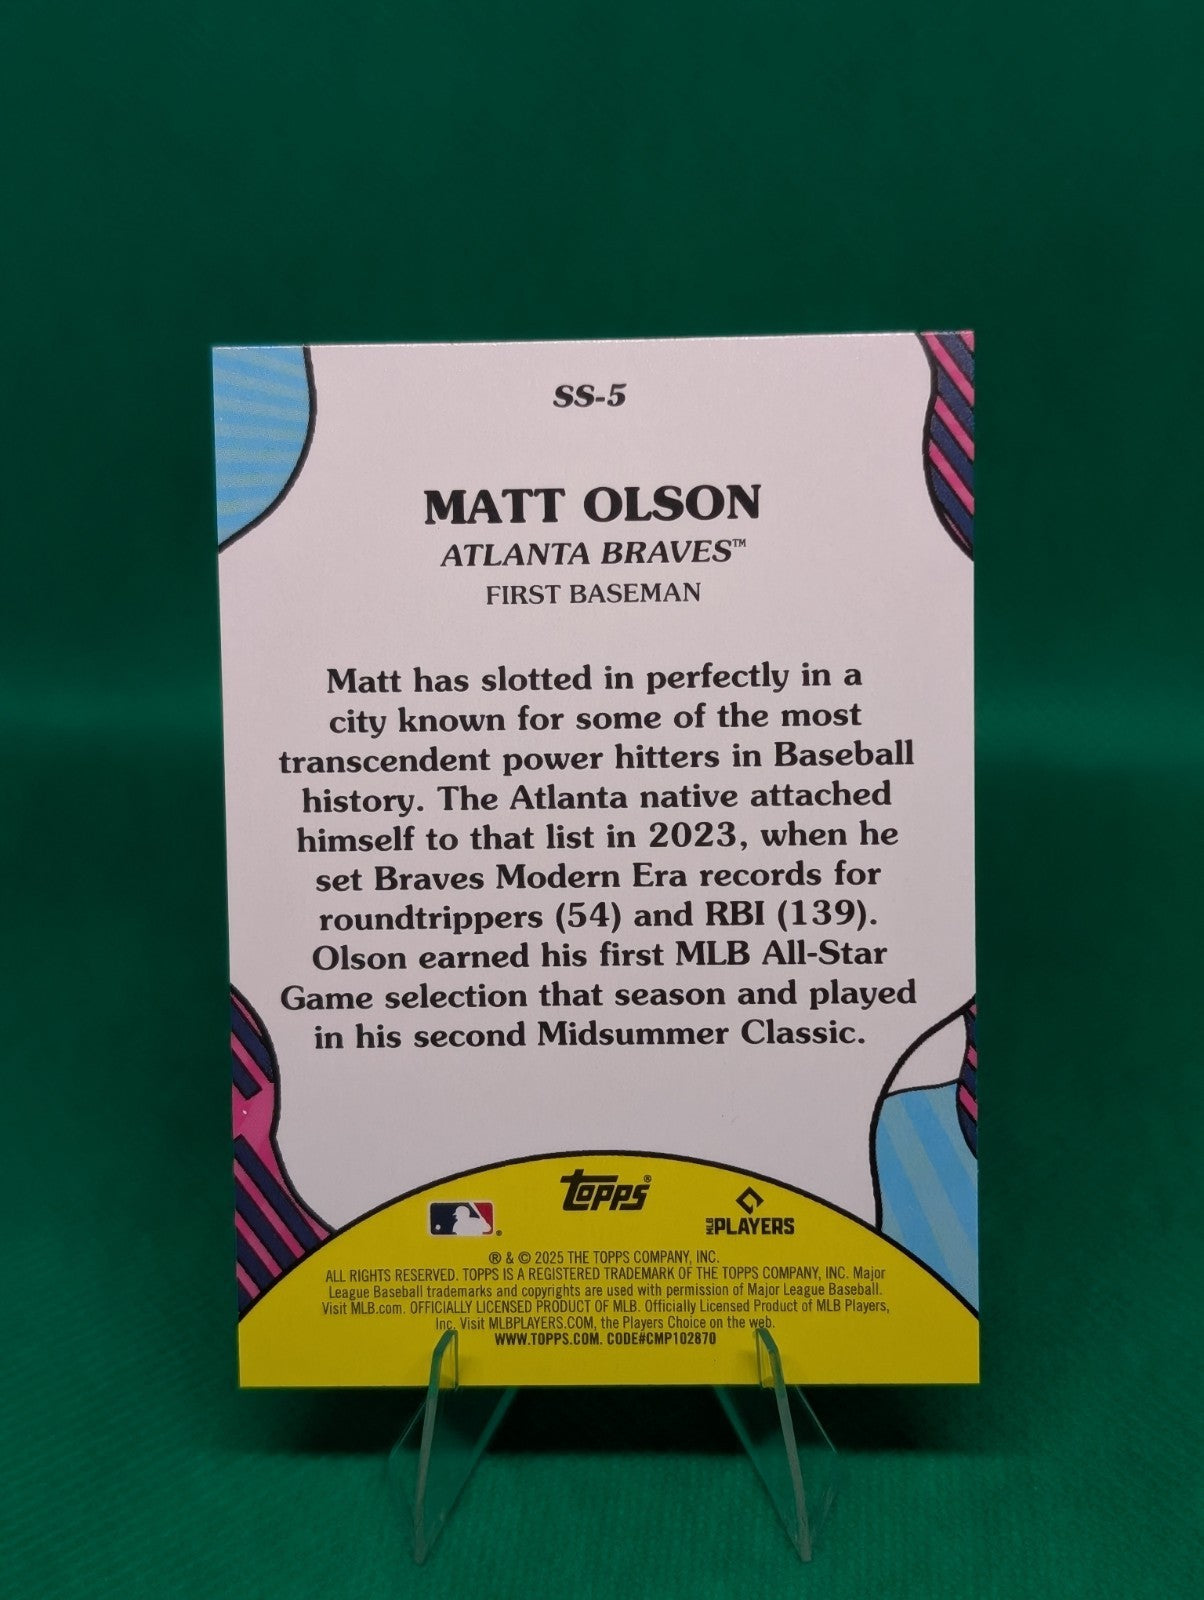 SS-5
MATT OLSON
ATLANTA BRAVES™
FIRST BASEMAN
Matt has slotted in perfectly in a
city known for some of the most
transcendent power hitters in Baseball
history. The Atlanta native attached
himself to that list in 2023, when he
set Braves Modern Era records for
roundtrippers (54) and RBI (139).
Olson earned his first MLB All-Star
Game selection that season and played
in his second Midsummer Classic.
Topps®
MLB PLAYERS
® & © 2025 THE TOPPS COMPANY, INC.
ALL RIGHTS RESERVED. TOPPS IS A REGISTERED TRADEMARK OF THE TOPPS COMPANY, INC. Major
League Baseball trademarks and copyrights are used with permission of Major League Baseball.
Visit MLB.com. OFFICIALLY LICENSED PRODUCT OF MLB. Officially Licensed Product of MLB Players,
Inc. Visit MLBPLAYERS.COM, the Players Choice on the web.
WWW.TOPPS.COM. CODE#CMP102870